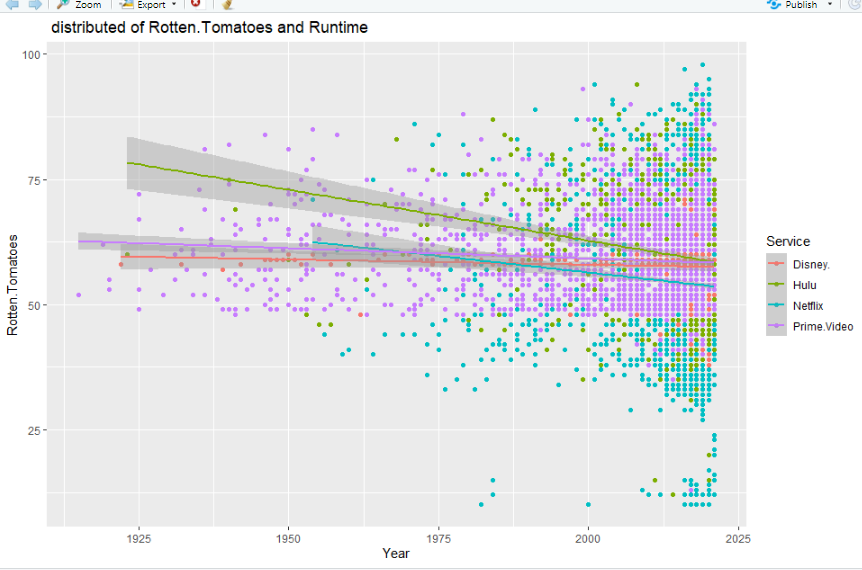 Zoom Export Publish
distributed of Rotten.Tomatoes and Runtime
100
75
50
25
Rotten.Tomatoes
1925 1950 1975 2000 2025
Year
Service
Disney.
Hulu
Netflix
Prime.Video